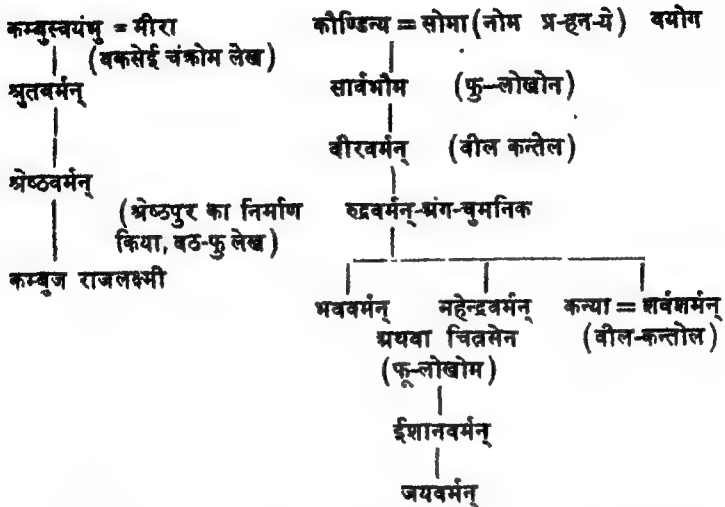 कम्बुस्वयंभु = मीरा
(बकसेई चंक्रोम लेख)
श्रुतवर्मन्
श्रेष्ठवर्मन्
(श्रेष्ठपुर का निर्माण
किया, वठ-फु लेख)
कम्बुज राजलक्ष्मी
कौण्डिन्य = सोमा (नोम प्र-हन-ये) वयोग
सार्वभौम (फु-लोखोन)
वीरवर्मन् (वील कन्तेल)
रुद्रवर्मन्-श्रंग-चुमनिक
भववर्मन् महेन्द्रवर्मन् कन्या = शर्वशर्मन्
अथवा चित्रसेन (वील-कन्तोल)
(फू-लोखोम)
ईशानवर्मन्
जयवर्मन्